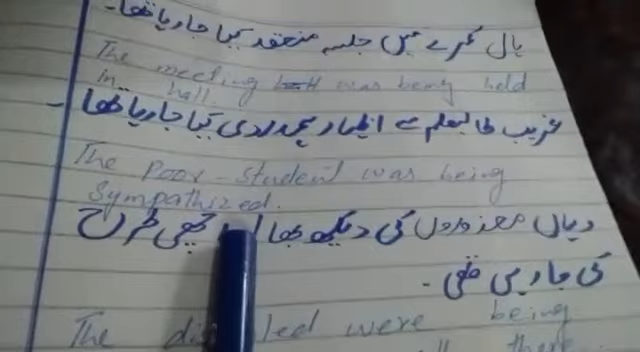 ہال کمرے میں جلسہ منعقد کیا جا رہا تھا۔
The meeting was being held
in hall.
غریب طالبعلم سے اظہار ہمدردی کیا جا رہا تھا۔
The Poor student was being
Sympathized.
وہاں معذوروں کی دیکھ بھال اچھی طرح
کی جا رہی تھی۔
The were being
there